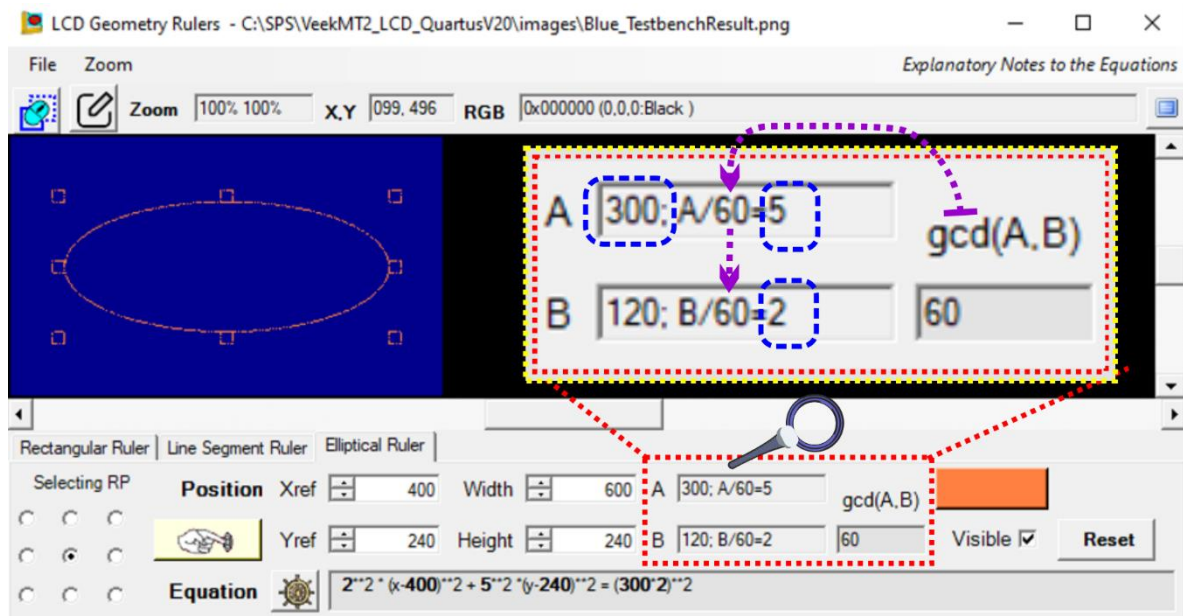 LCD Geometry Rulers - C:\SPS\VeekMT2_LCD_QuartusV20\images\Blue_TestbenchResult.png
File Zoom Explanatory Notes to the Equations
Zoom 100% 100% X,Y 099, 496 RGB 0x000000 (0,0,0:Black )
A 300; A/60=5
gcd(A,B)
B 120; B/60=2 60
Rectangular Ruler Line Segment Ruler Elliptical Ruler
Selecting RP Position Xref 400 Width 600 A 300; A/60=5 gcd(A,B)
Yref 240 Height 240 B 120; B/60=2 60 Visible Reset
Equation 2**2 * (x-400)**2 + 5**2 *(y-240)**2 = (300*2)**2